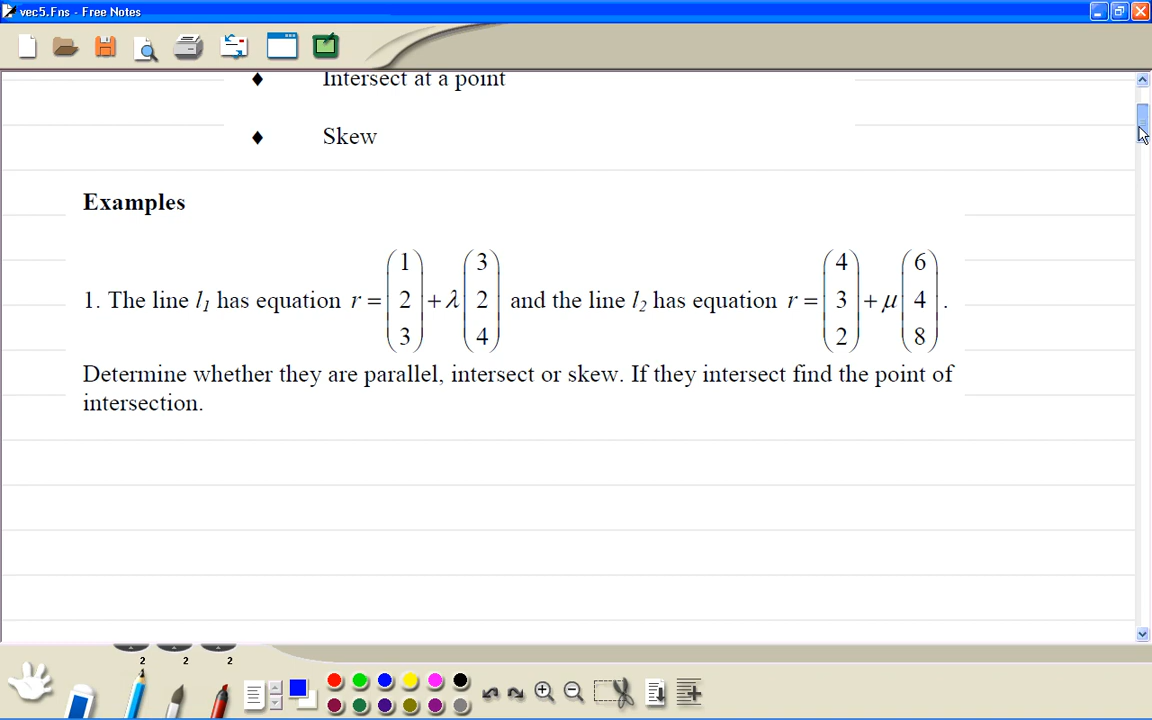 vec5.Fns - Free Notes
♦ Intersect at a point
♦ Skew
Examples
1. The line l₁ has equation r = (1 2 3) + λ (3 2 4) and the line l₂ has equation r = (4 3 2) + μ (6 4 8) .
Determine whether they are parallel, intersect or skew. If they intersect find the point of
intersection.
2 2 2